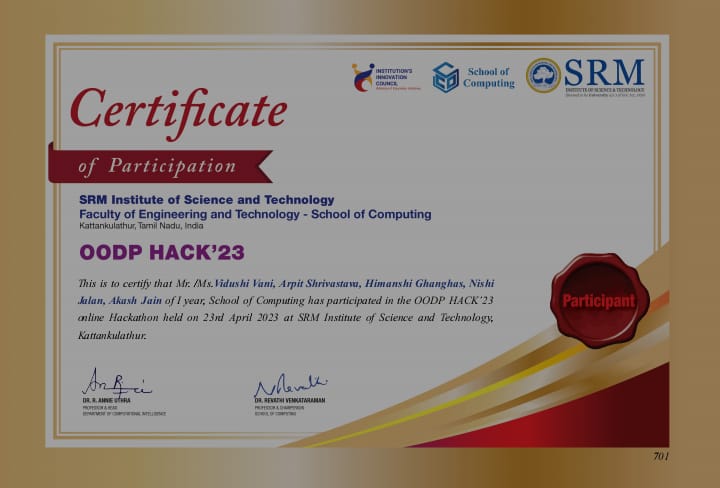 INSTITUTION'S
INNOVATION
COUNCIL
School of
Computing
SRM
INSTITUTE OF SCIENCE & TECHNOLOGY
Certificate
of Participation
SRM Institute of Science and Technology
Faculty of Engineering and Technology - School of Computing
Kattankulathur, Tamil Nadu, India
OODP HACK'23
This is to certify that Mr. /Ms.Vidushi Vani, Arpit Shrivastava, Himanshi Ghanghas, Nishi
Jalan, Akash Jain of I year, School of Computing has participated in the OODP HACK'23
online Hackathon held on 23rd April 2023 at SRM Institute of Science and Technology,
Kattankulathur.
Participant
DR. R. ANNIE UTHRA
PROFESSOR & HEAD
DEPARTMENT OF COMPUTATIONAL INTELLIGENCE
DR. REVATHI VENKATARAMAN
PROFESSOR & CHAIRPERSON
SCHOOL OF COMPUTING
701